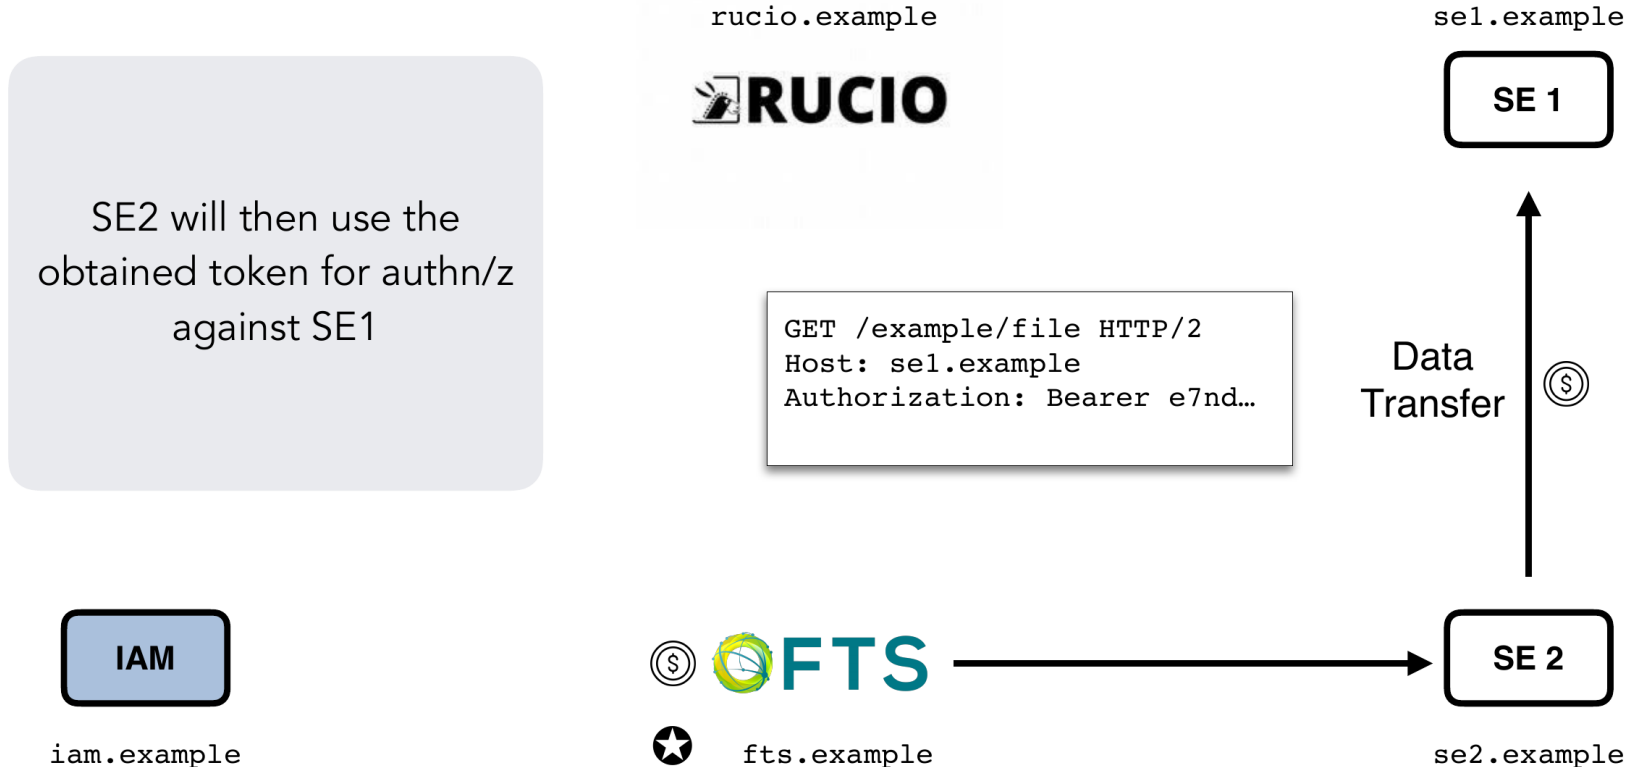 rucio.example
se1.example
RUCIO
SE 1
SE2 will then use the
obtained token for authn/z
against SE1
GET /example/file HTTP/2
Host: se1.example
Authorization: Bearer e7nd…
Data
Transfer
$
IAM
$
FTS
SE 2
iam.example
fts.example
se2.example